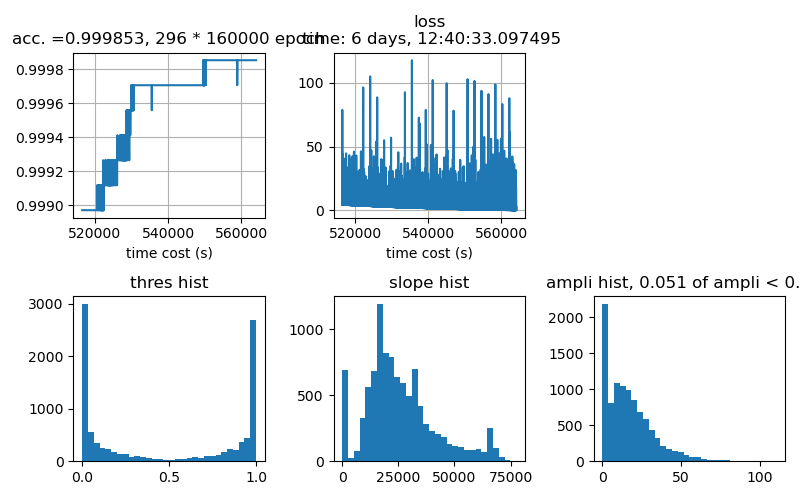 loss
acc. =0.999853, 296 * 160000 epoch
time: 6 days, 12:40:33.097495
0.9998
0.9996
0.9994
0.9992
0.9990
520000 540000 560000
time cost (s)
100
50
0
520000 540000 560000
time cost (s)
thres hist
3000
2000
1000
0
0.0 0.5 1.0
slope hist
1000
500
0
0 25000 50000 75000
ampli hist, 0.051 of ampli < 0.
2000
1500
1000
500
0
0 50 100